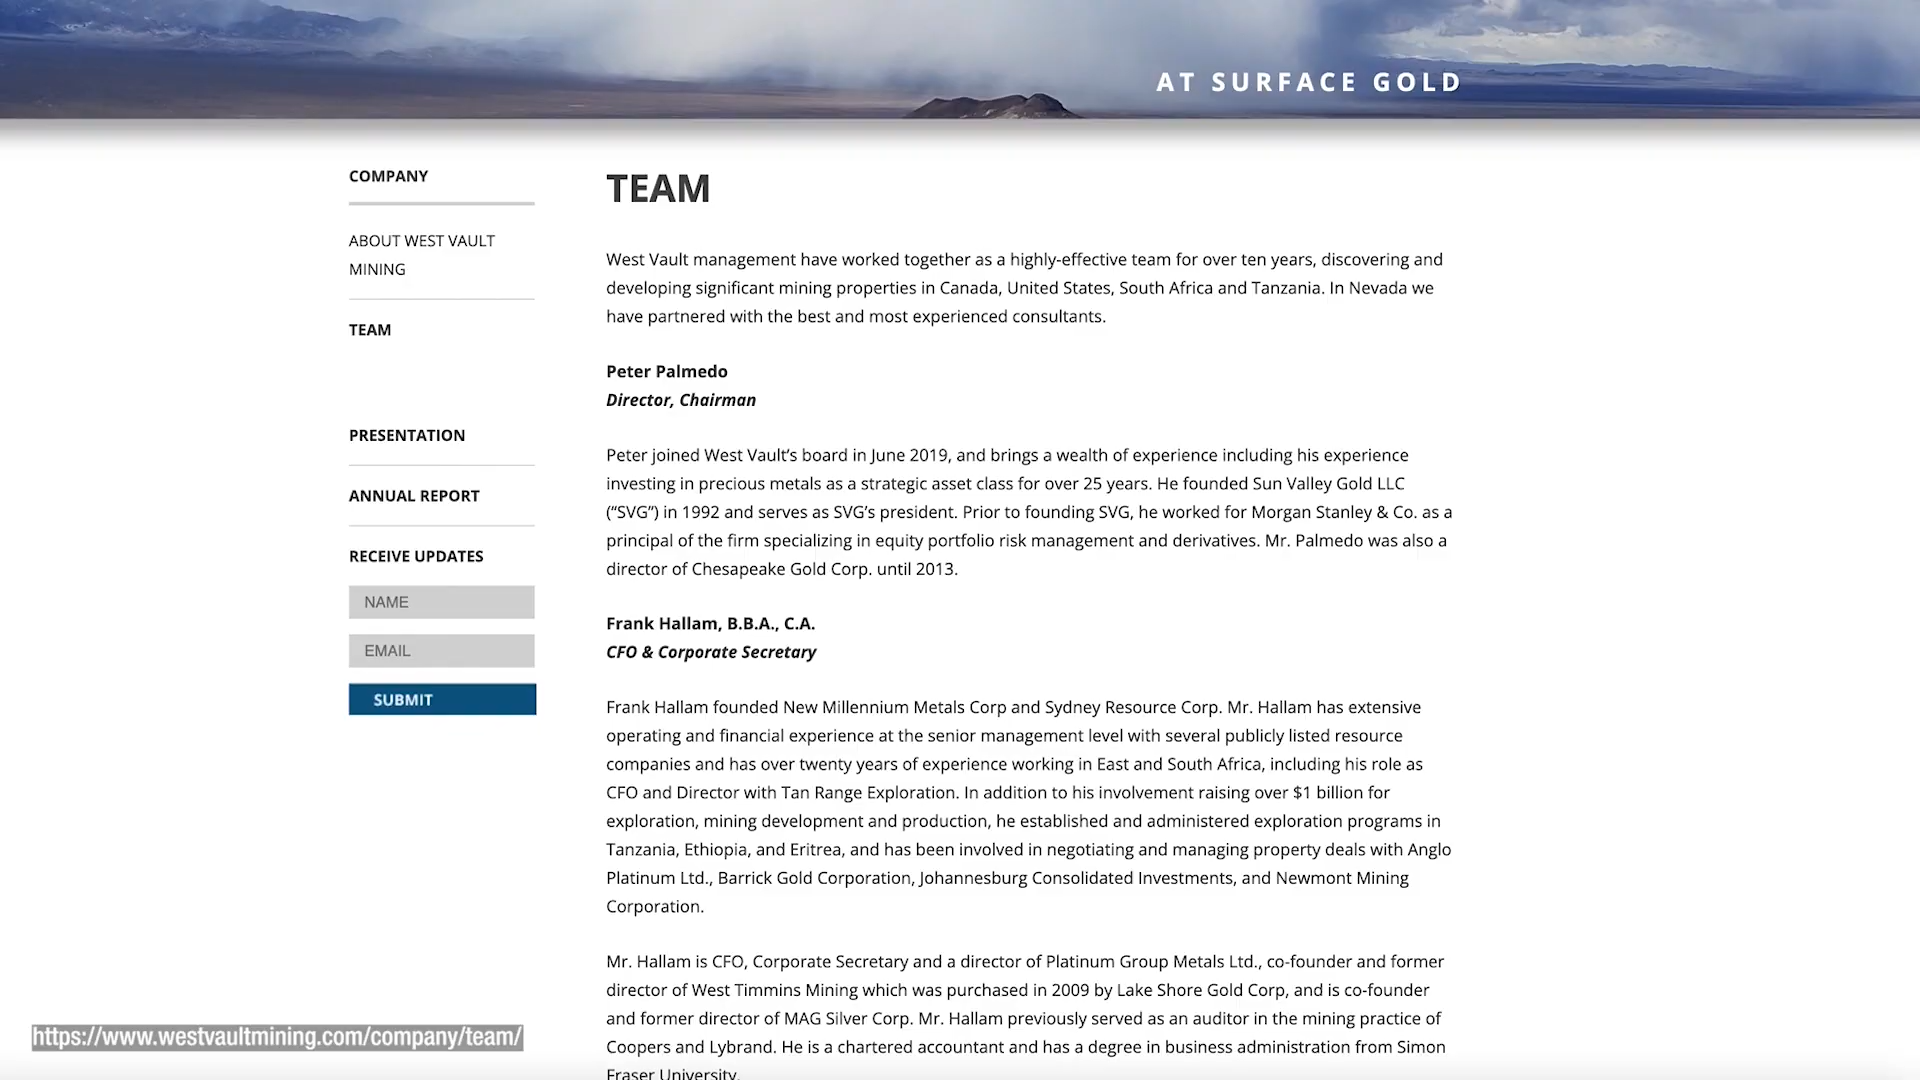 AT SURFACE GOLD
COMPANY
ABOUT WEST VAULT
MINING
TEAM
PRESENTATION
ANNUAL REPORT
RECEIVE UPDATES
NAME
EMAIL
SUBMIT
TEAM
West Vault management have worked together as a highly-effective team for over ten years, discovering and
developing significant mining properties in Canada, United States, South Africa and Tanzania. In Nevada we
have partnered with the best and most experienced consultants.
Peter Palmedo
Director, Chairman
Peter joined West Vault’s board in June 2019, and brings a wealth of experience including his experience
investing in precious metals as a strategic asset class for over 25 years. He founded Sun Valley Gold LLC
(“SVG”) in 1992 and serves as SVG’s president. Prior to founding SVG, he worked for Morgan Stanley & Co. as a
principal of the firm specializing in equity portfolio risk management and derivatives. Mr. Palmedo was also a
director of Chesapeake Gold Corp. until 2013.
Frank Hallam, B.B.A., C.A.
CFO & Corporate Secretary
Frank Hallam founded New Millennium Metals Corp and Sydney Resource Corp. Mr. Hallam has extensive
operating and financial experience at the senior management level with several publicly listed resource
companies and has over twenty years of experience working in East and South Africa, including his role as
CFO and Director with Tan Range Exploration. In addition to his involvement raising over $1 billion for
exploration, mining development and production, he established and administered exploration programs in
Tanzania, Ethiopia, and Eritrea, and has been involved in negotiating and managing property deals with Anglo
Platinum Ltd., Barrick Gold Corporation, Johannesburg Consolidated Investments, and Newmont Mining
Corporation.
Mr. Hallam is CFO, Corporate Secretary and a director of Platinum Group Metals Ltd., co-founder and former
director of West Timmins Mining which was purchased in 2009 by Lake Shore Gold Corp, and is co-founder
and former director of MAG Silver Corp. Mr. Hallam previously served as an auditor in the mining practice of
Coopers and Lybrand. He is a chartered accountant and has a degree in business administration from Simon
Fraser University.
https://www.westvaultmining.com/company/team/